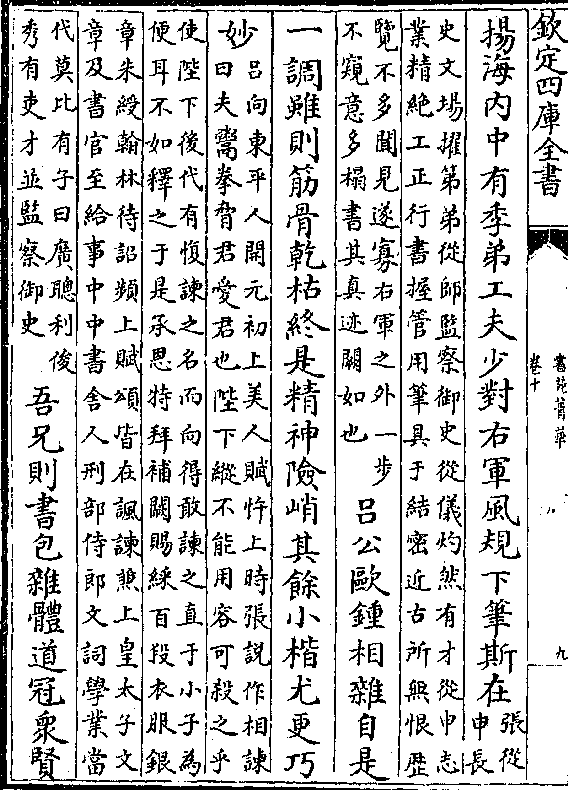 欽定四庫全書
書苑菁華
卷十
九
揚海内中有季弟工夫少對右軍風規下筆斯在張從
申長
史文場擢第弟從師監察御史從儀灼然有才從申志
業精絶工正行書握管用筆具于結密近古所無恨歴
覽不多聞見遂寡右軍之外一步
不窺意多搨書其真迹闕如也
吕公歐鍾相雜自是
一調雖則筋骨乾枯終是精神險峭其餘小楷尤更巧
妙
吕向東平人開元初上美人賦忤上時張説作相諫
曰夫鬻拳脅君愛君也陛下縱不能用容可殺之乎
使陛下後代有愎諫之名而向得敢諫之直于小子為
便耳不如釋之于是承恩特拜補闕賜綵百段衣服銀
章朱紱翰林待詔頻上賦頌皆在諷諫兼上皇太子文
章及書官至給事中中書舍人刑部侍郎文詞學業當
代莫比有子曰廣聰利俊
秀有吏才並監察御史
吾兄則書包雜體道冠衆賢